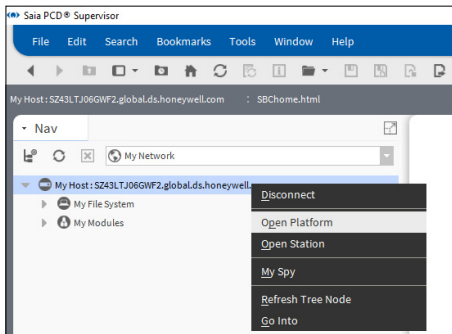 Saia PCD® Supervisor
File Edit Search Bookmarks Tools Window Help
My Host : SZ43LTJ06GWF2.global.ds.honeywell.com : SBChome.html
Nav
My Network
My Host : SZ43LTJ06GWF2.global.ds.honeywell.
My File System
My Modules
Disconnect
Open Platform
Open Station
My Spy
Refresh Tree Node
Go Into